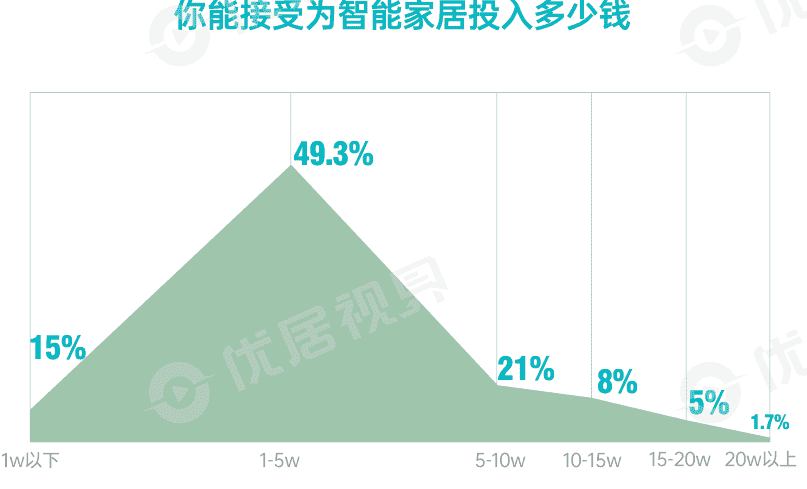 你能接受为智能家居投入多少钱
49.3%
15%
21%
8%
5%
1.7%
优居视界
1w以下
1-5w
5-10w
10-15w
15-20w
20w以上